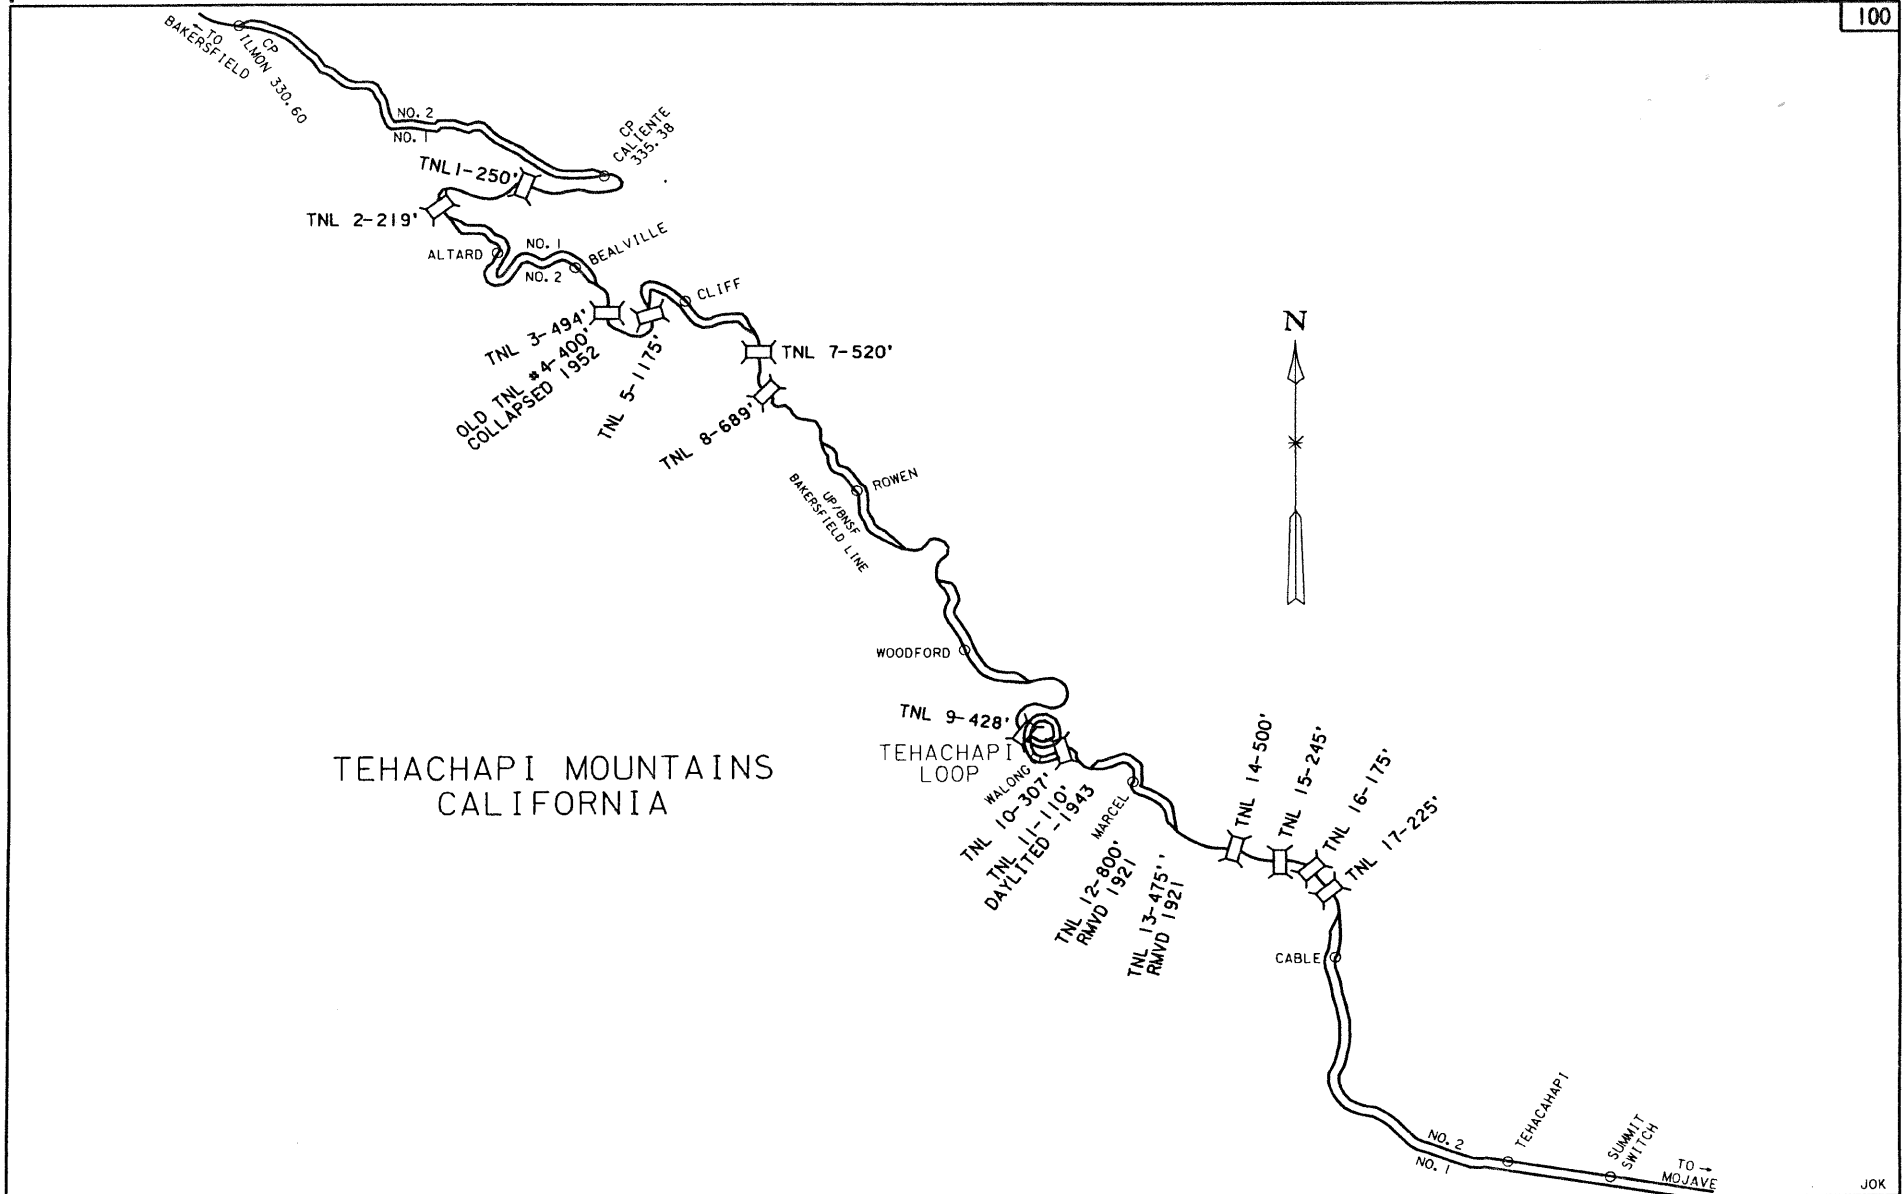 100
← TO
BAKERSFIELD
CP
ILMON 330.60
NO. 2
NO. 1
CP
CALIENTE
335.38
TNL 1-250'
TNL 2-219'
ALTARD
NO. 1
NO. 2
BEALVILLE
CLIFF
TNL 3-494'
OLD TNL #4-400'
COLLAPSED 1952
TNL 5-1175'
TNL 7-520'
TNL 8-689'
N
ROWEN
UP/BNSF
BAKERSFIELD LINE
WOODFORD
TNL 9-428'
TEHACHAPI
LOOP
WALONG
TNL 10-307'
TNL 11-110'
DAYLITED -1943
MARCEL
TNL 12-800'
RMVD 1921
TNL 13-475''
RMVD 1921
TNL 14-500'
TNL 15-245'
TNL 16-175'
TNL 17-225'
TEHACHAPI MOUNTAINS
CALIFORNIA
CABLE
NO. 2
NO. 1
TEHACAHAPI
SUMMIT
SWITCH
TO →
MOJAVE
JOK